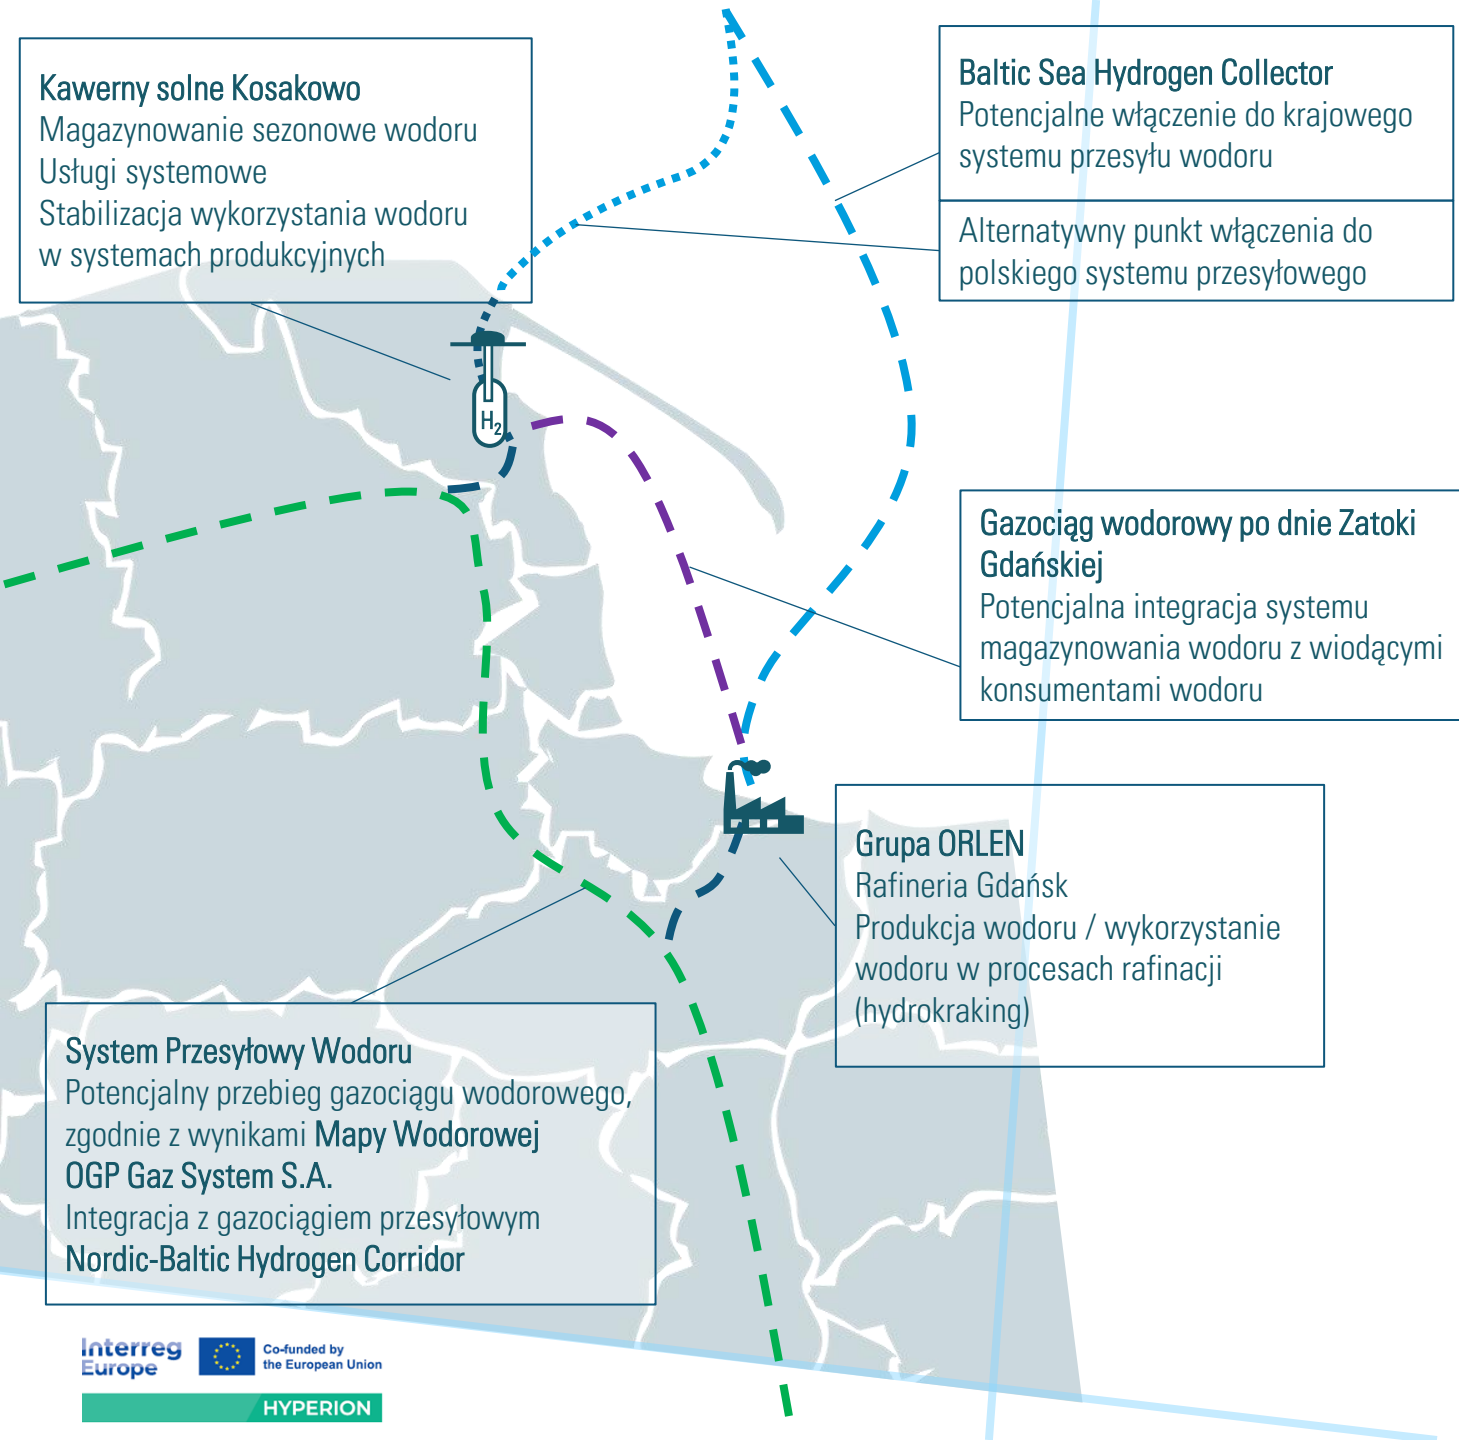 Kawerny solne Kosakowo
Magazynowanie sezonowe wodoru
Usługi systemowe
Stabilizacja wykorzystania wodoru
w systemach produkcyjnych
Baltic Sea Hydrogen Collector
Potencjalne włączenie do krajowego
systemu przesyłu wodoru
Alternatywny punkt włączenia do
polskiego systemu przesyłowego
H2
Gazociąg wodorowy po dnie Zatoki
Gdańskiej
Potencjalna integracja systemu
magazynowania wodoru z wiodącymi
konsumentami wodoru
Grupa ORLEN
Rafineria Gdańsk
Produkcja wodoru / wykorzystanie
wodoru w procesach rafinacji
(hydrokraking)
System Przesyłowy Wodoru
Potencjalny przebieg gazociągu wodorowego,
zgodnie z wynikami Mapy Wodorowej
OGP Gaz System S.A.
Integracja z gazociągiem przesyłowym
Nordic-Baltic Hydrogen Corridor
Interreg
Europe
Co-funded by
the European Union
HYPERION